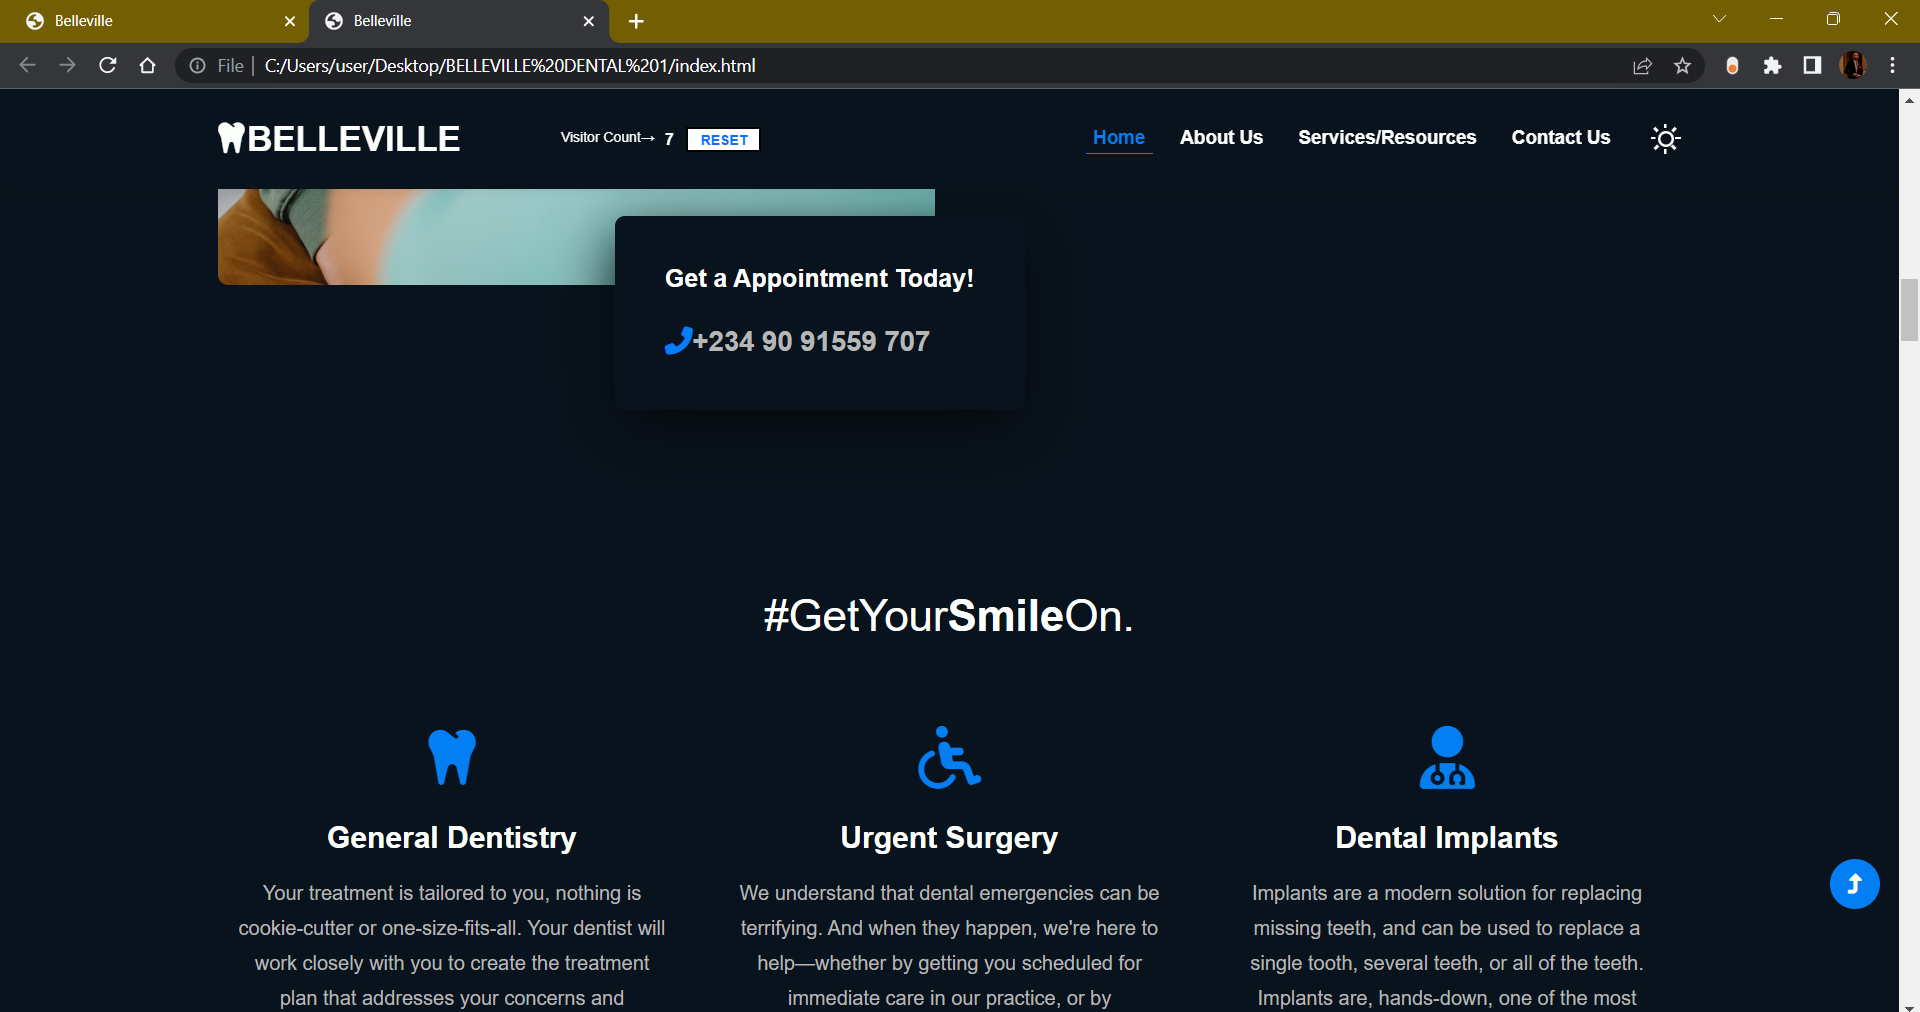 Belleville
Belleville
File
C:/Users/user/Desktop/BELLEVILLE%20DENTAL%201/index.html
BELLEVILLE
Visitor Count→ 7 RESET
Home About Us Services/Resources Contact Us
Get a Appointment Today!
+234 90 91559 707
#GetYourSmileOn.
General Dentistry
Your treatment is tailored to you, nothing is
cookie-cutter or one-size-fits-all. Your dentist will
work closely with you to create the treatment
plan that addresses your concerns and
Urgent Surgery
We understand that dental emergencies can be
terrifying. And when they happen, we're here to
help—whether by getting you scheduled for
immediate care in our practice, or by
Dental Implants
Implants are a modern solution for replacing
missing teeth, and can be used to replace a
single tooth, several teeth, or all of the teeth.
Implants are, hands-down, one of the most